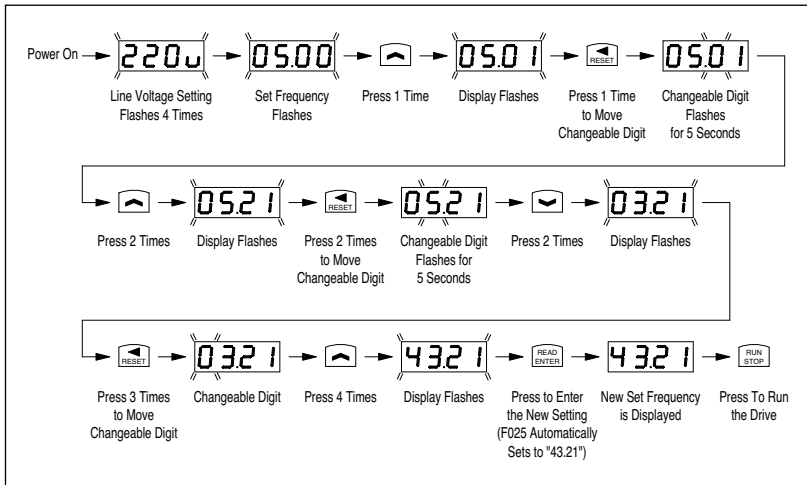 Power On
220u
05.00
05.01
RESET
05.01
Line Voltage Setting
Flashes 4 Times
Set Frequency
Flashes
Press 1 Time
Display Flashes
Press 1 Time
to Move
Changeable Digit
Changeable Digit
Flashes
for 5 Seconds
05.21
RESET
05.21
03.21
Press 2 Times
Display Flashes
Press 2 Times
to Move
Changeable Digit
Changeable Digit
Flashes for
5 Seconds
Press 2 Times
Display Flashes
RESET
03.21
43.21
READ
ENTER
43.21
RUN
STOP
Press 3 Times
to Move
Changeable Digit
Changeable Digit
Press 4 Times
Display Flashes
Press to Enter
the New Setting
(F025 Automatically
Sets to "43.21")
New Set Frequency
is Displayed
Press To Run
the Drive